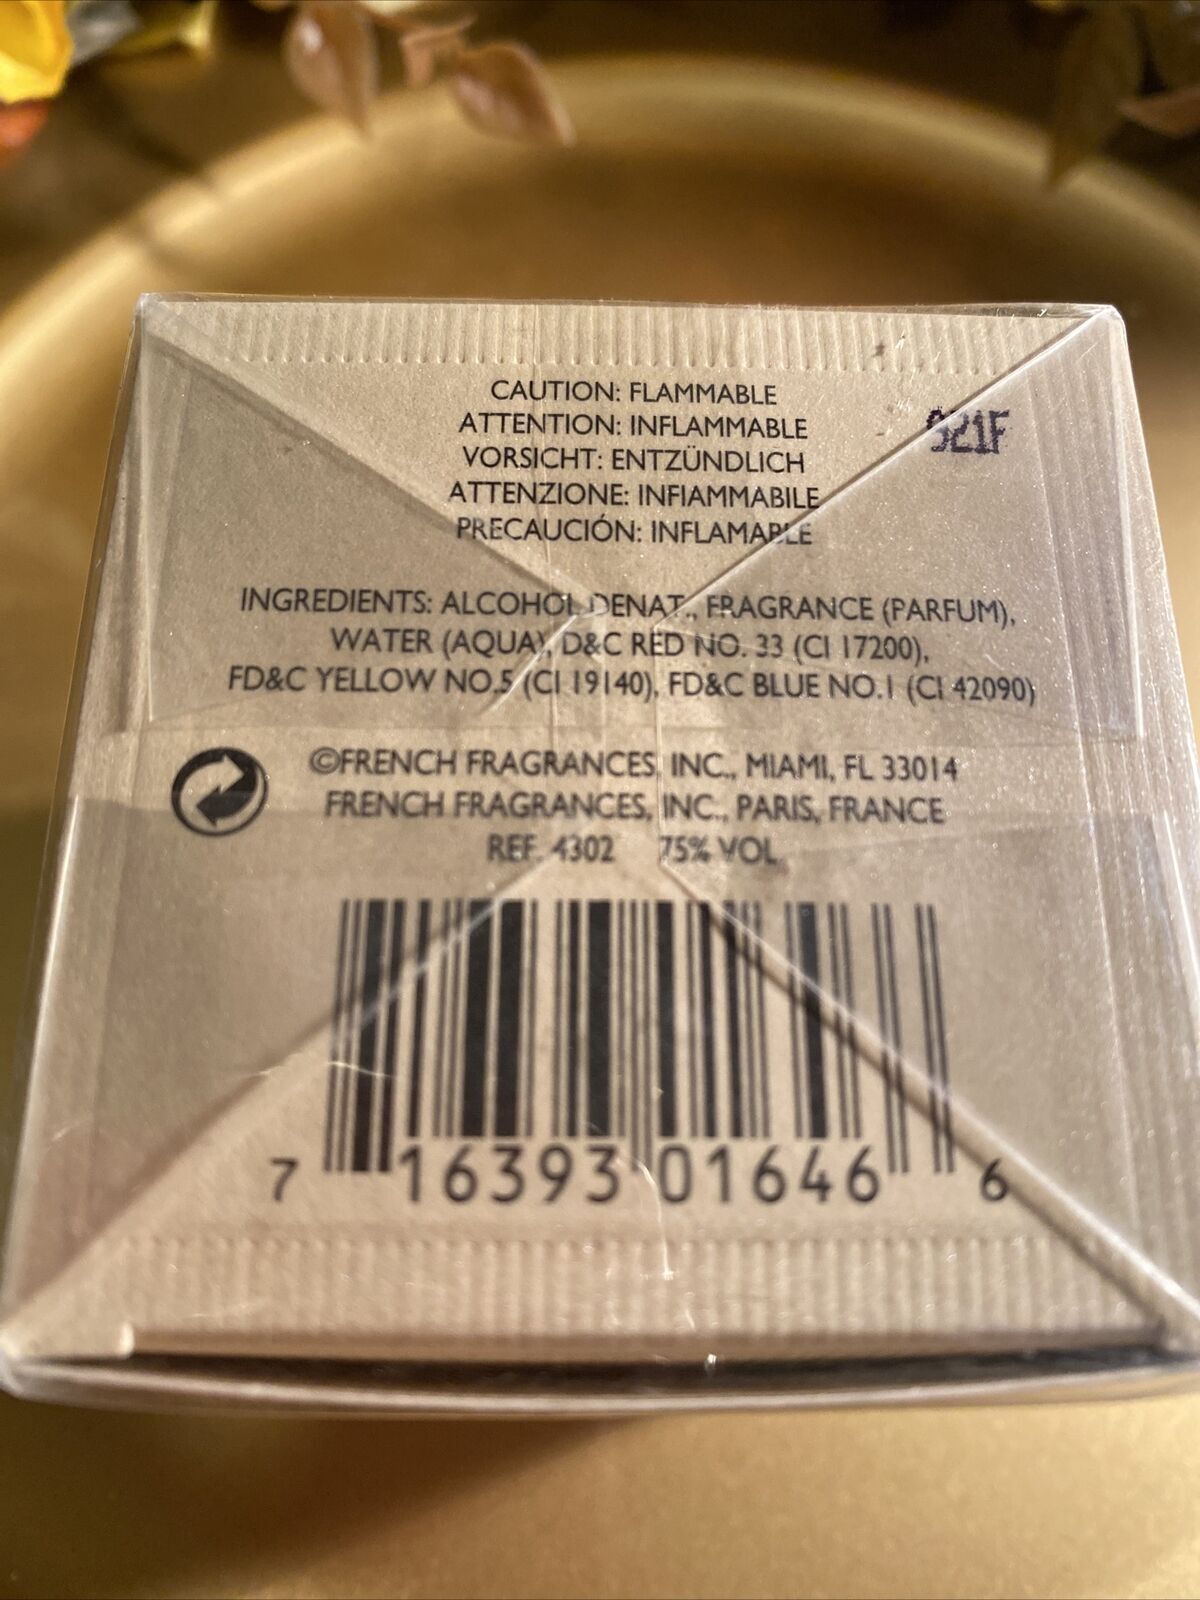 CAUTION: FLAMMABLE
ATTENTION: INFLAMMABLE
VORSICHT: ENTZÜNDLICH
ATTENZIONE: INFIAMMABILE
PRECAUCIÓN: INFLAMABLE
921F
INGREDIENTS: ALCOHOL DENAT., FRAGRANCE (PARFUM),
WATER (AQUA), D&C RED NO. 33 (CI 17200),
FD&C YELLOW NO.5 (CI 19140), FD&C BLUE NO.1 (CI 42090)
©FRENCH FRAGRANCES, INC., MIAMI, FL 33014
FRENCH FRAGRANCES, INC., PARIS, FRANCE
REF. 4302 75% VOL.
7 16393 01646 6